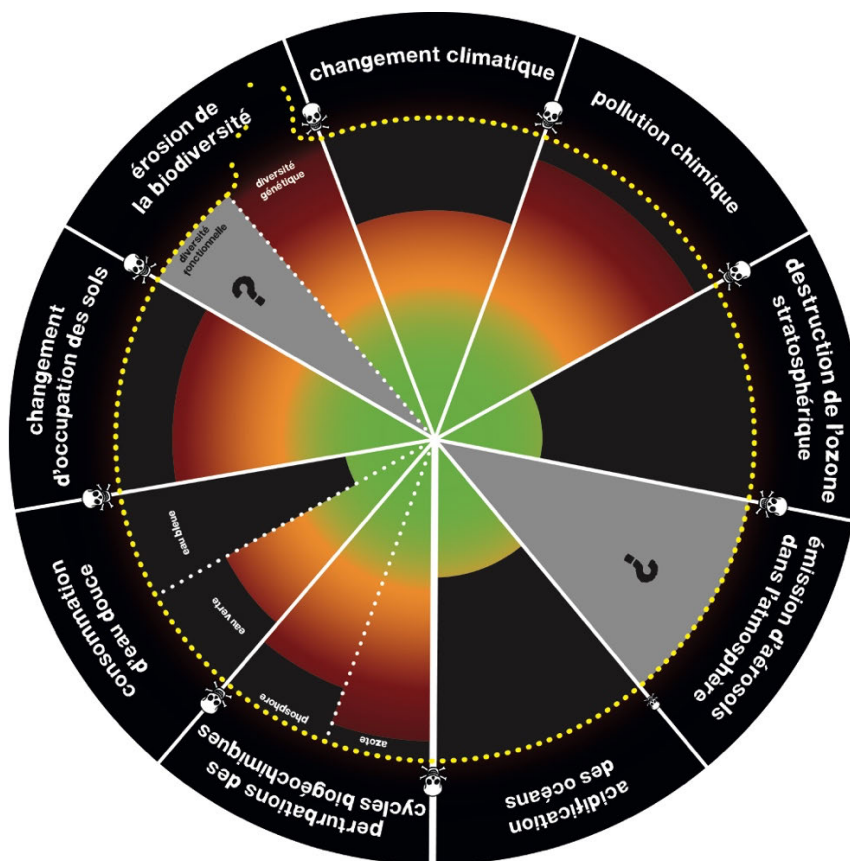 changement climatique
pollution chimique
destruction de l'ozone
stratosphérique
émission d'aérosols
dans l'atmosphère
?
acidification
des océans
perturbations des
cycles biogéochimiques
azote
phosphore
consommation
d'eau douce
eau verte
eau bleue
changement
d'occupation des sols
érosion de
la biodiversité
diversité
fonctionnelle
?
diversité
génétique